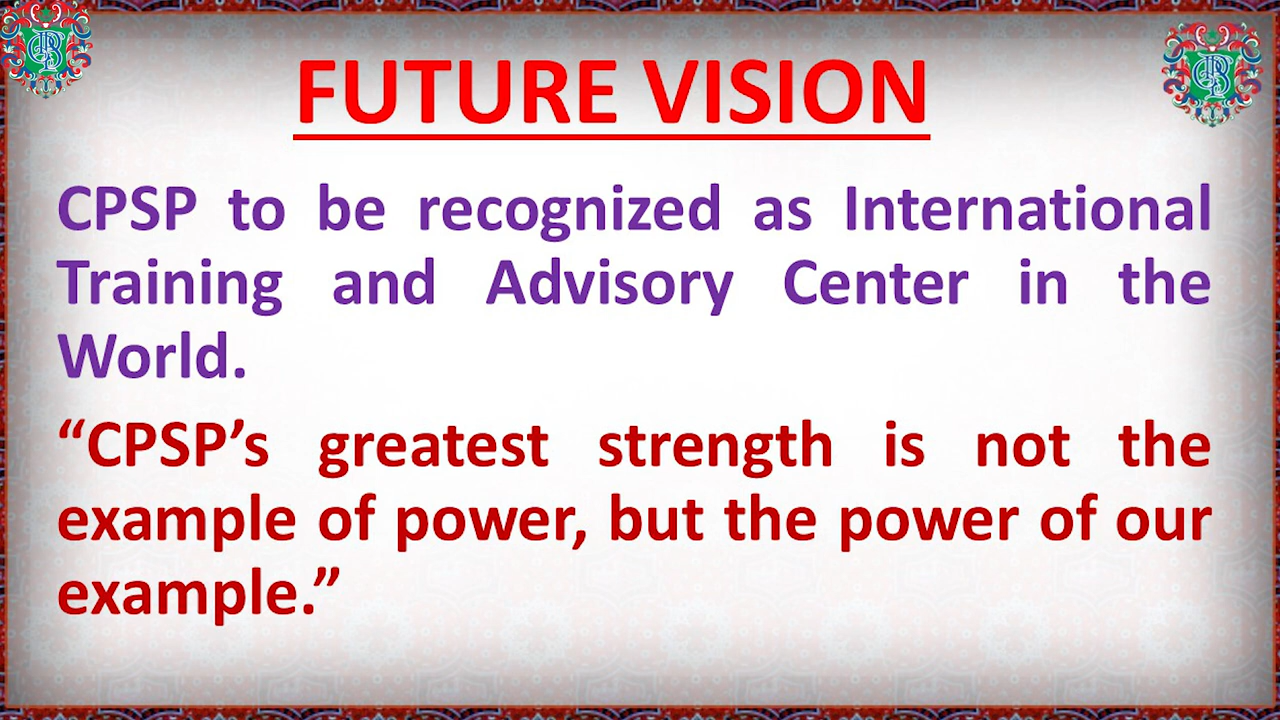 FUTURE VISION
CPSP to be recognized as International
Training and Advisory Center in the
World.
“CPSP’s greatest strength is not the
example of power, but the power of our
example.”